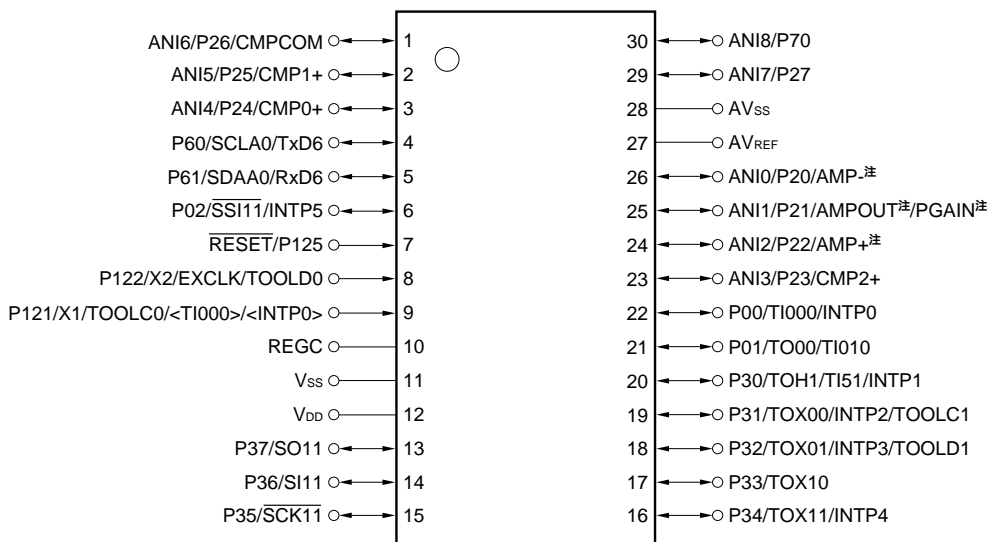 ANI6/P26/CMPCOM 1 30 ANI8/P70
ANI5/P25/CMP1+ 2 29 ANI7/P27
ANI4/P24/CMP0+ 3 28 AVSS
P60/SCLA0/TxD6 4 27 AVREF
P61/SDAA0/RxD6 5 26 ANI0/P20/AMP-注
P02/SSI11/INTP5 6 25 ANI1/P21/AMPOUT注/PGAIN注
RESET/P125 7 24 ANI2/P22/AMP+注
P122/X2/EXCLK/TOOLD0 8 23 ANI3/P23/CMP2+
P121/X1/TOOLC0/<TI000>/<INTP0> 9 22 P00/TI000/INTP0
REGC 10 21 P01/TO00/TI010
VSS 11 20 P30/TOH1/TI51/INTP1
VDD 12 19 P31/TOX00/INTP2/TOOLC1
P37/SO11 13 18 P32/TOX01/INTP3/TOOLD1
P36/SI11 14 17 P33/TOX10
P35/SCK11 15 16 P34/TOX11/INTP4